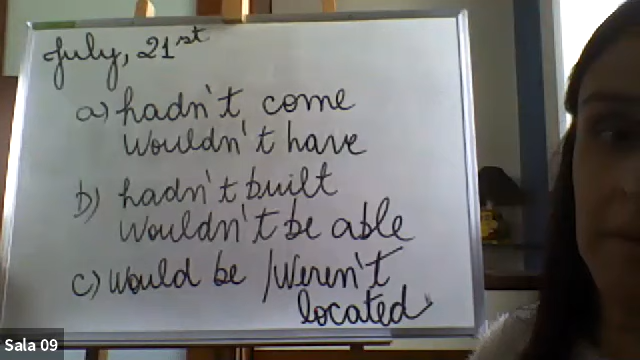 July, 21st
a) hadn't come
wouldn't have
b) hadn't built
wouldn't be able
c) would be / weren't
located
Sala 09